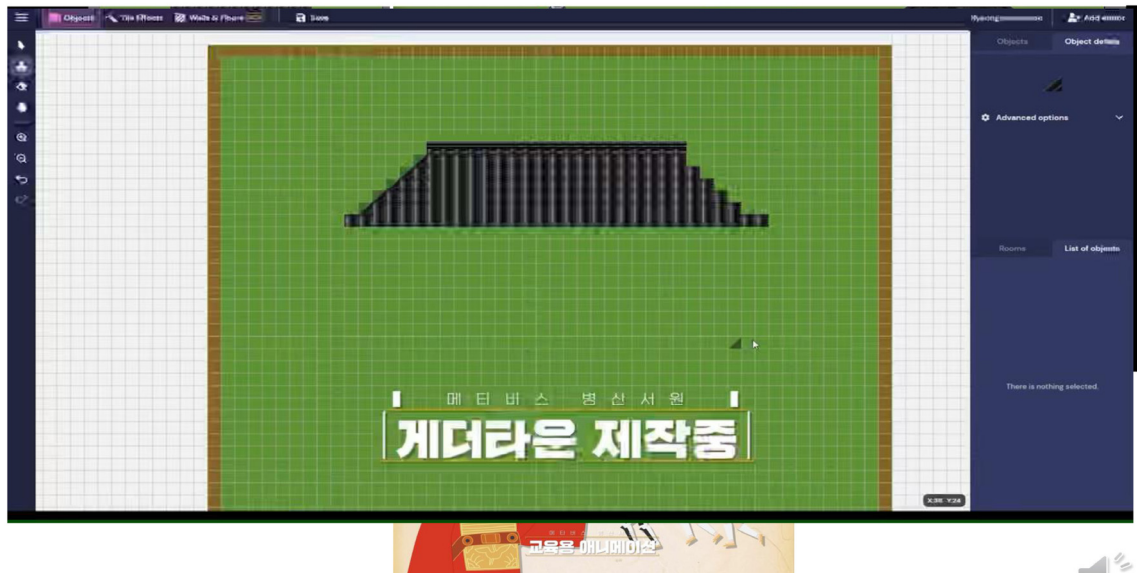 Objects Tile Effects Walls & Floors Save
Add editor
Objects Object details
Advanced options
Rooms List of objects
There is nothing selected.
메타버스 병산서원
게더타운 제작중
X:36 Y:24
교육용 애니메이션